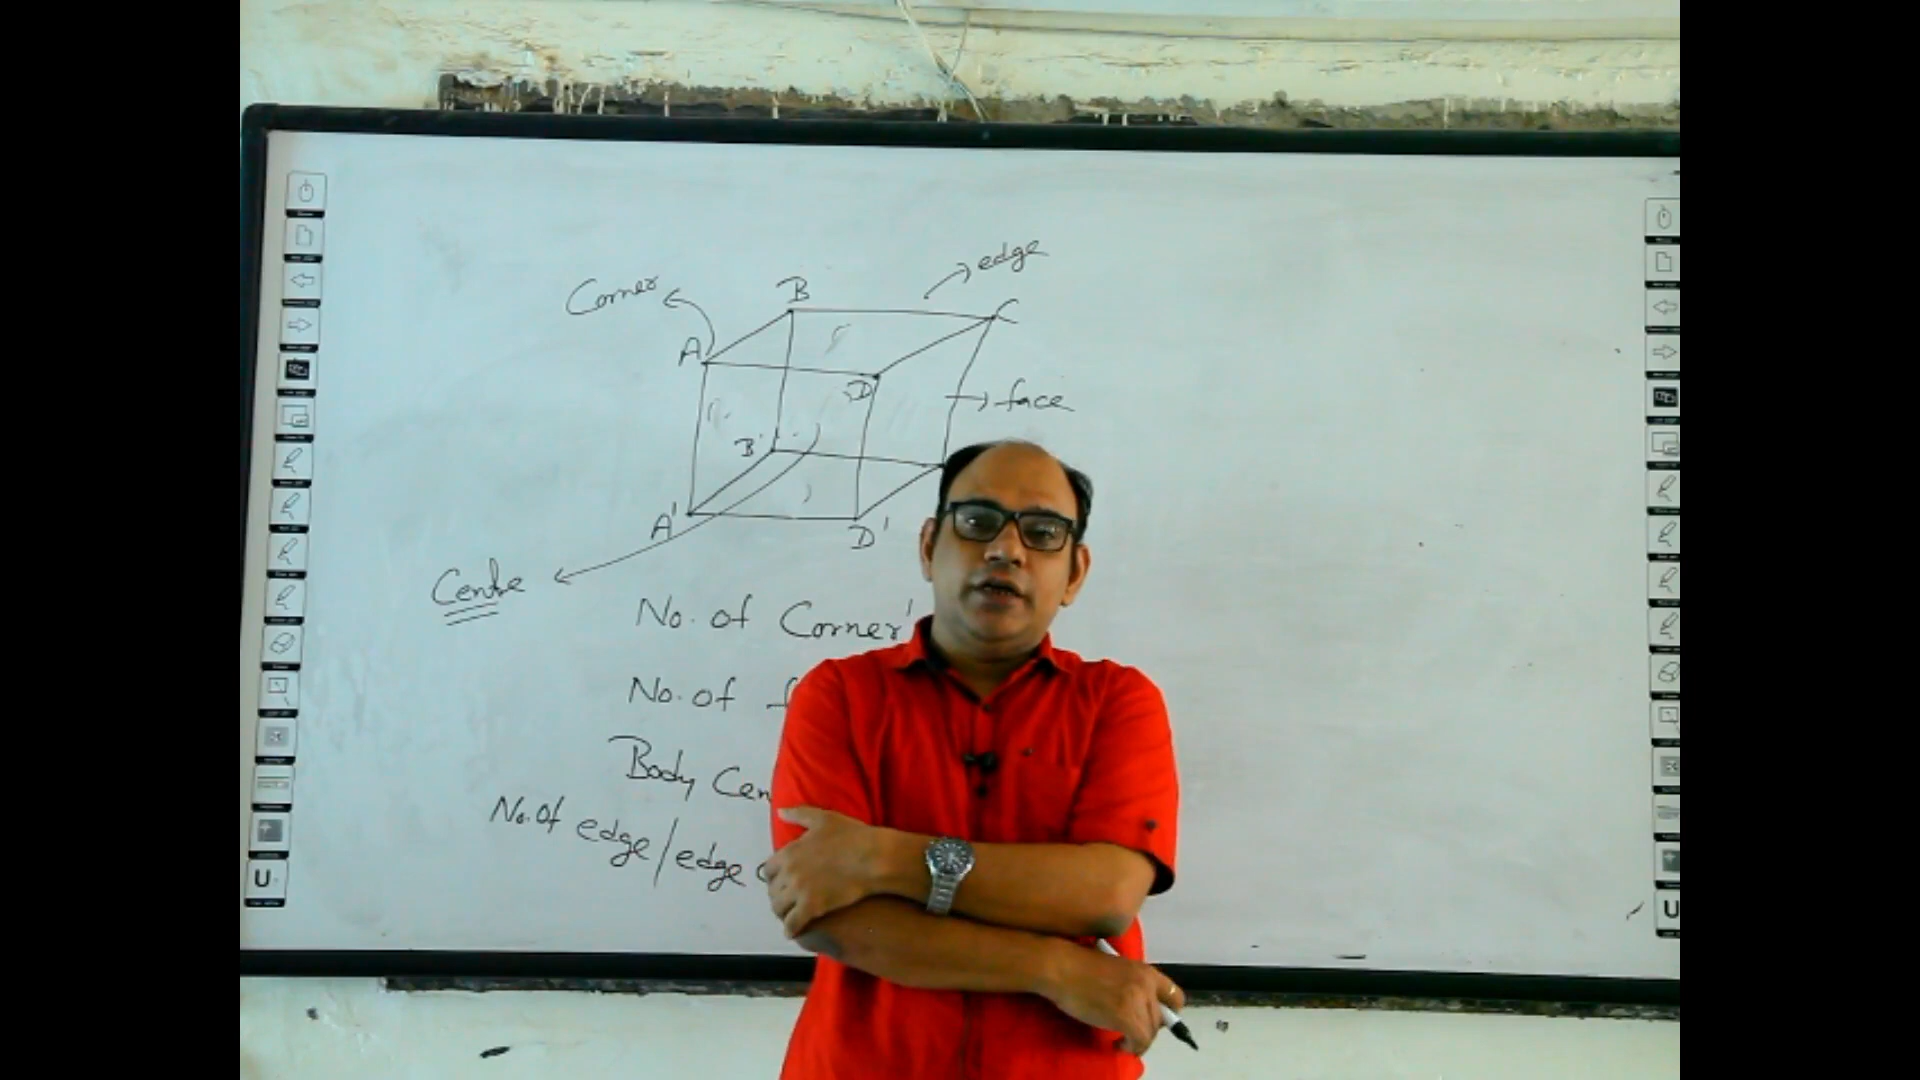 edge
Corner
B
C
A
D
face
B'
A'
D'
Centre
No. of Corner'
No. of f
Body Cen
No. Of edge/edge
U
U